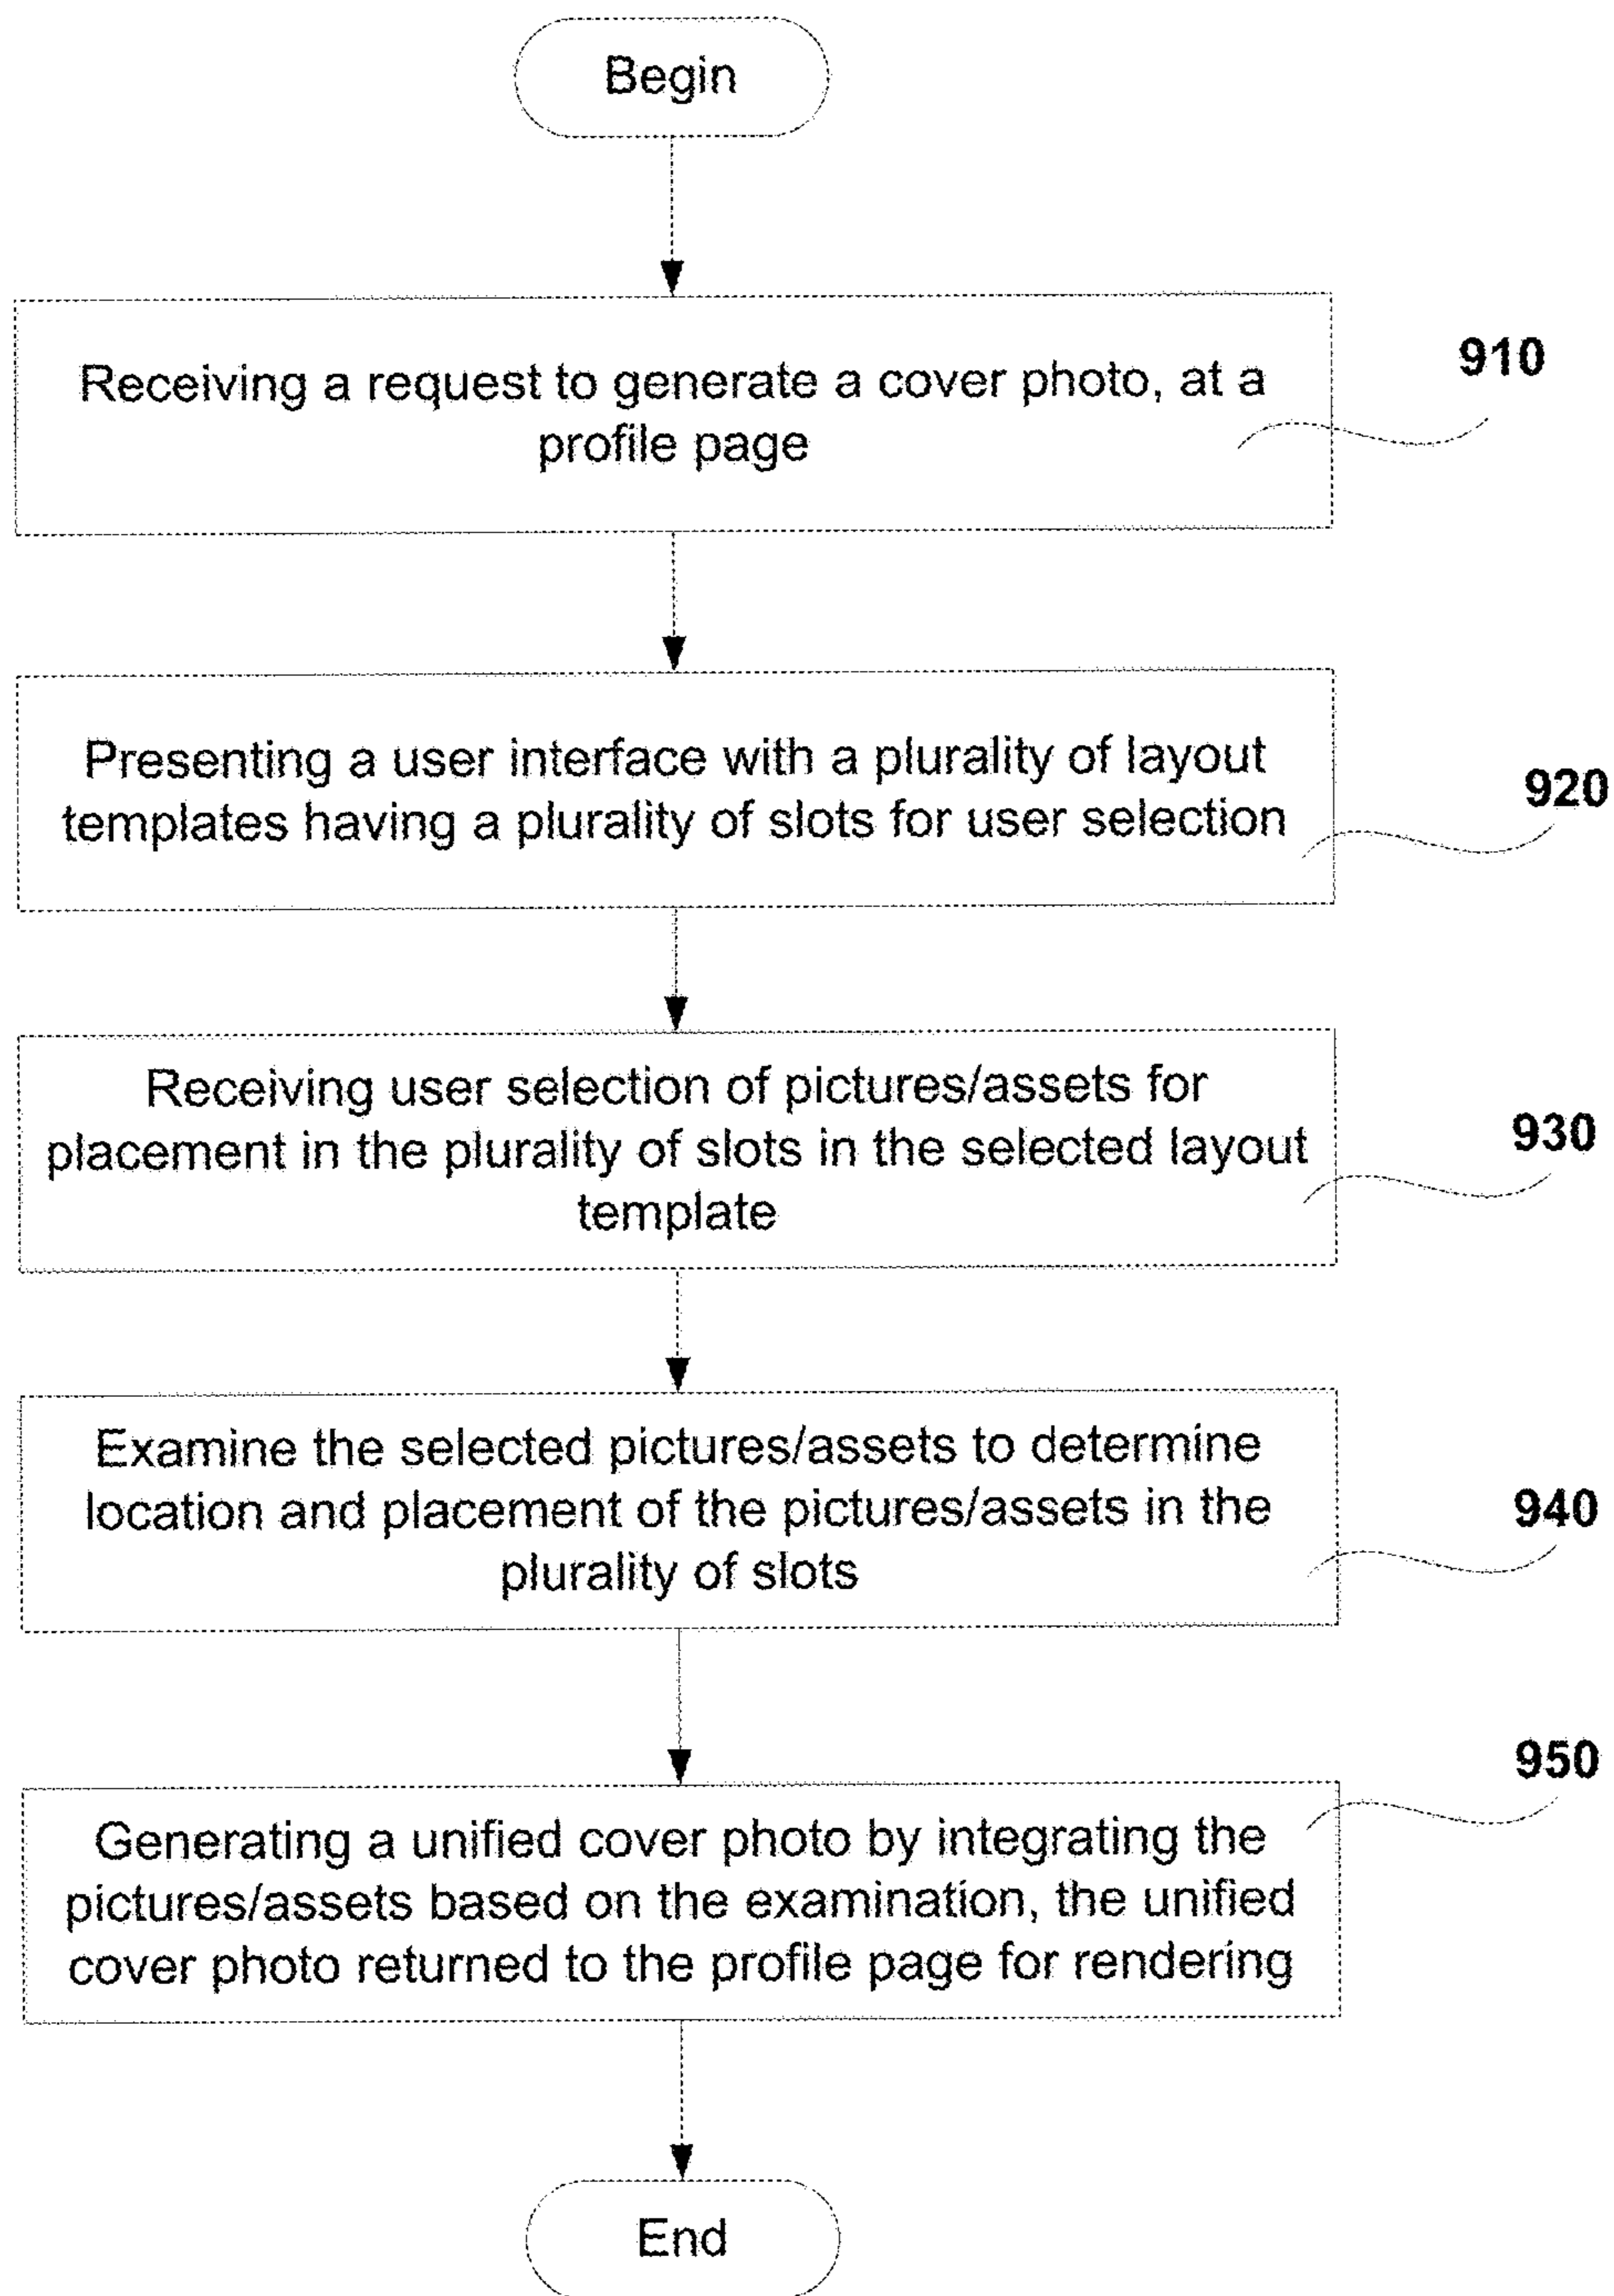 Begin
Receiving a request to generate a cover photo, at a
profile page
910
Presenting a user interface with a plurality of layout
templates having a plurality of slots for user selection
920
Receiving user selection of pictures/assets for
placement in the plurality of slots in the selected layout
template
930
Examine the selected pictures/assets to determine
location and placement of the pictures/assets in the
plurality of slots
940
Generating a unified cover photo by integrating the
pictures/assets based on the examination, the unified
cover photo returned to the profile page for rendering
950
End